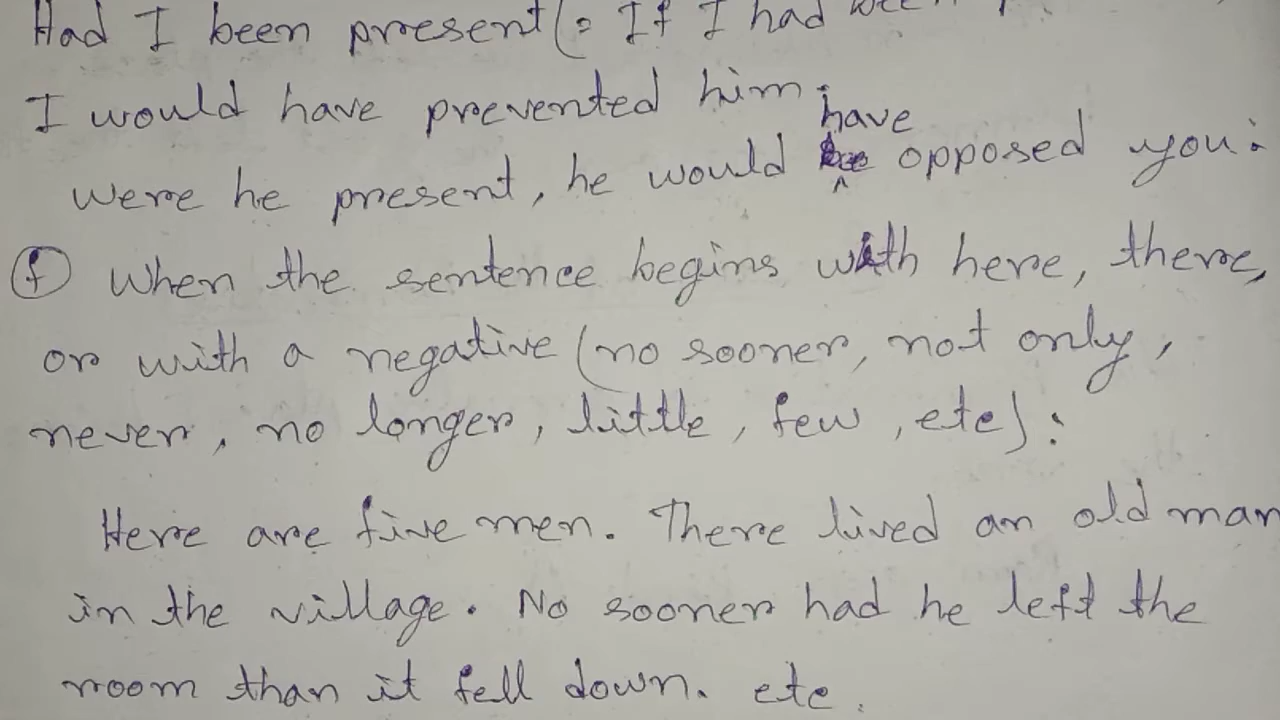 Had I been present (= If I had been
I would have prevented him.
Were he present, he would have opposed you.
(f) When the sentence begins with here, there,
or with a negative (no sooner, not only,
never, no longer, little, few, etc):
Here are five men. There lived an old man
in the village. No sooner had he left the
room than it fell down. etc.